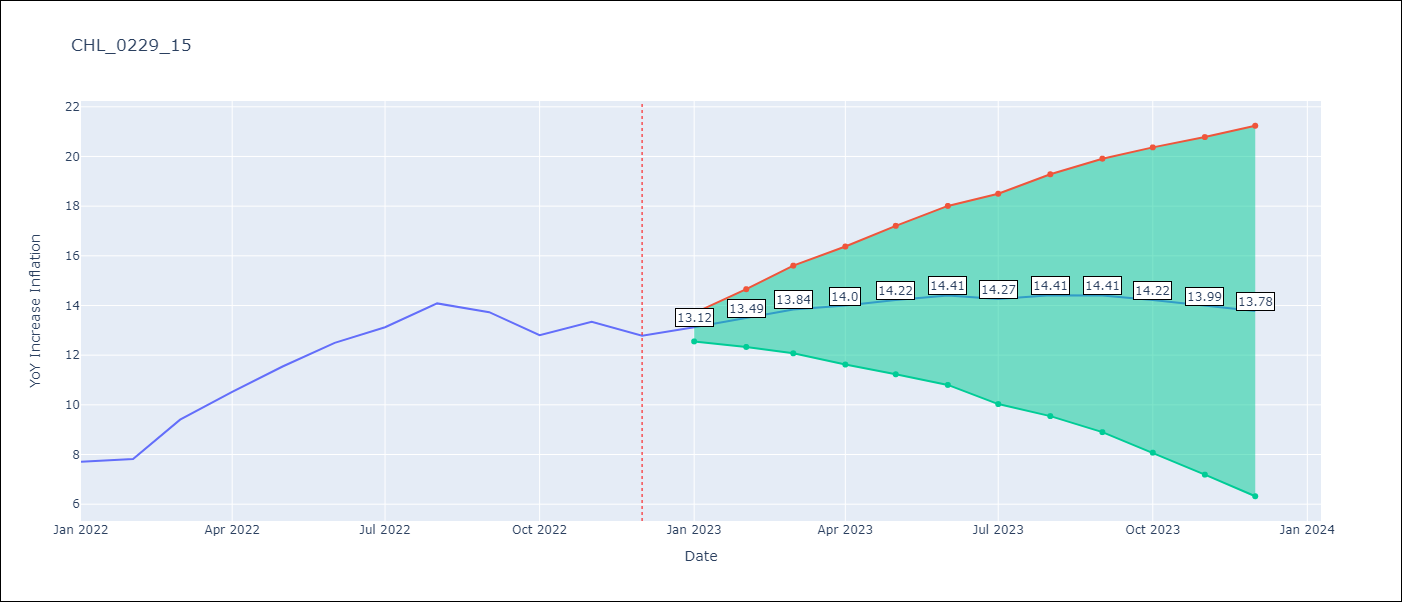 CHL_0229_15
22
20
18
16
14
12
10
8
6
YoY Increase Inflation
13.12
13.49
13.84
14.0
14.22
14.41
14.27
14.41
14.41
14.22
13.99
13.78
Jan 2022
Apr 2022
Jul 2022
Oct 2022
Jan 2023
Apr 2023
Jul 2023
Oct 2023
Jan 2024
Date